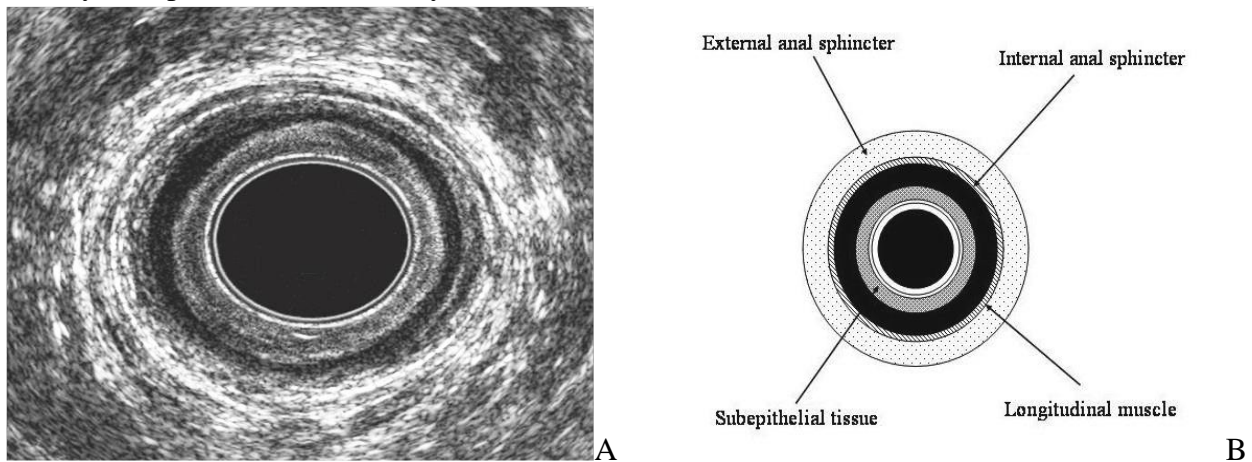 External anal sphincter
Internal anal sphincter
Subepithelial tissue
Longitudinal muscle
A
B